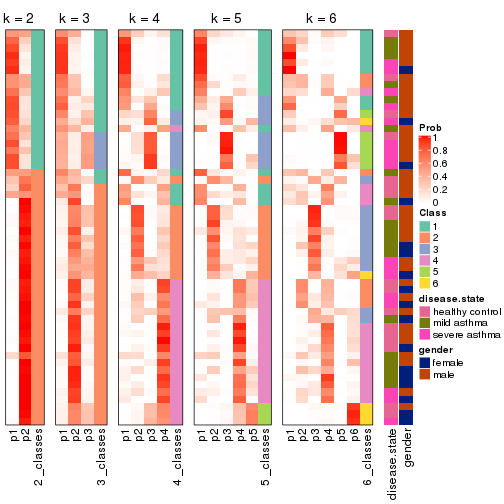 k = 2 k = 3 k = 4 k = 5 k = 6
Prob
1
0.8
0.6
0.4
0.2
0
Class
1
2
3
4
5
6
disease.state
healthy control
mild asthma
severe asthma
gender
female
male
p1 p2 2_classes p1 p2 p3 3_classes p1 p2 p3 p4 4_classes p1 p2 p3 p4 p5 5_classes p1 p2 p3 p4 p5 p6 6_classes disease.state gender